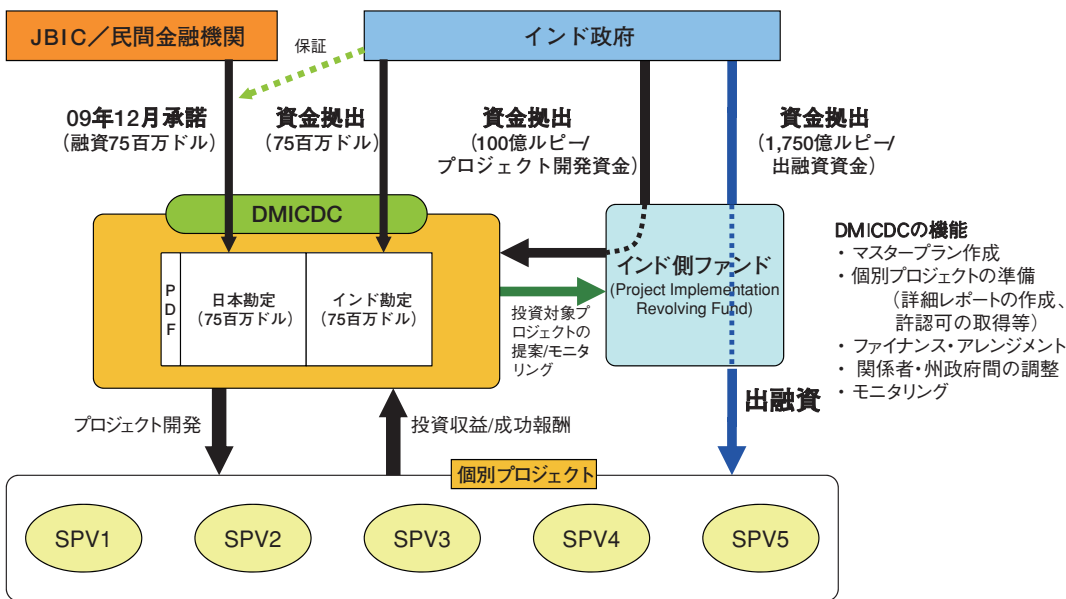 JBIC／民間金融機関
インド政府
保証
09年12月承諾
（融資75百万ドル）
資金拠出
（75百万ドル）
資金拠出
（100億ルピー/
プロジェクト開発資金）
資金拠出
（1,750億ルピー/
出融資資金）
DMICDC
PDF
日本勘定
（75百万ドル）
インド勘定
（75百万ドル）
投資対象プ
ロジェクトの
提案/モニタ
リング
インド側ファンド
(Project Implementation
Revolving Fund)
DMICDCの機能
・マスタープラン作成
・個別プロジェクトの準備
（詳細レポートの作成、
許認可の取得等）
・ファイナンス・アレンジメント
・関係者・州政府間の調整
・モニタリング
プロジェクト開発
投資収益/成功報酬
出融資
個別プロジェクト
SPV1
SPV2
SPV3
SPV4
SPV5